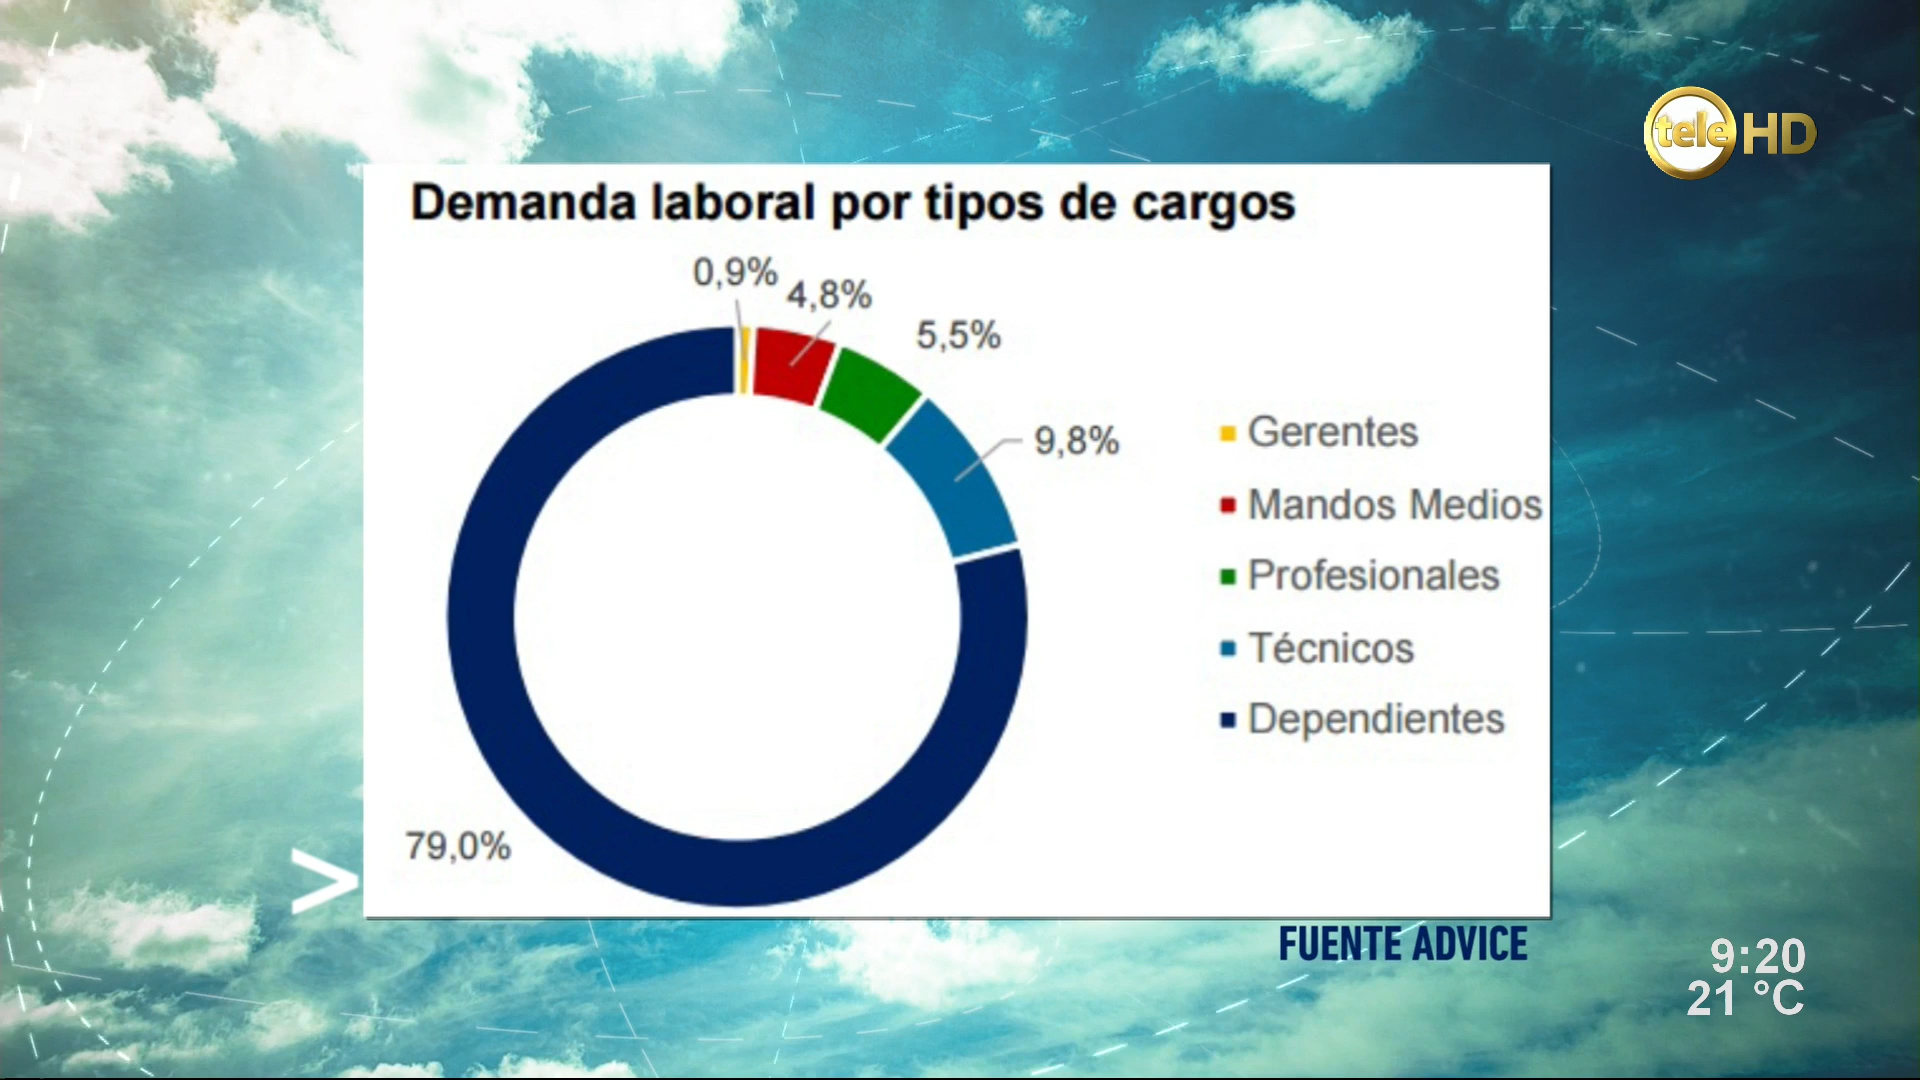 tele HD
Demanda laboral por tipos de cargos
0,9%
4,8%
5,5%
9,8%
79,0%
Gerentes
Mandos Medios
Profesionales
Técnicos
Dependientes
>
FUENTE ADVICE
9:20
21 °C